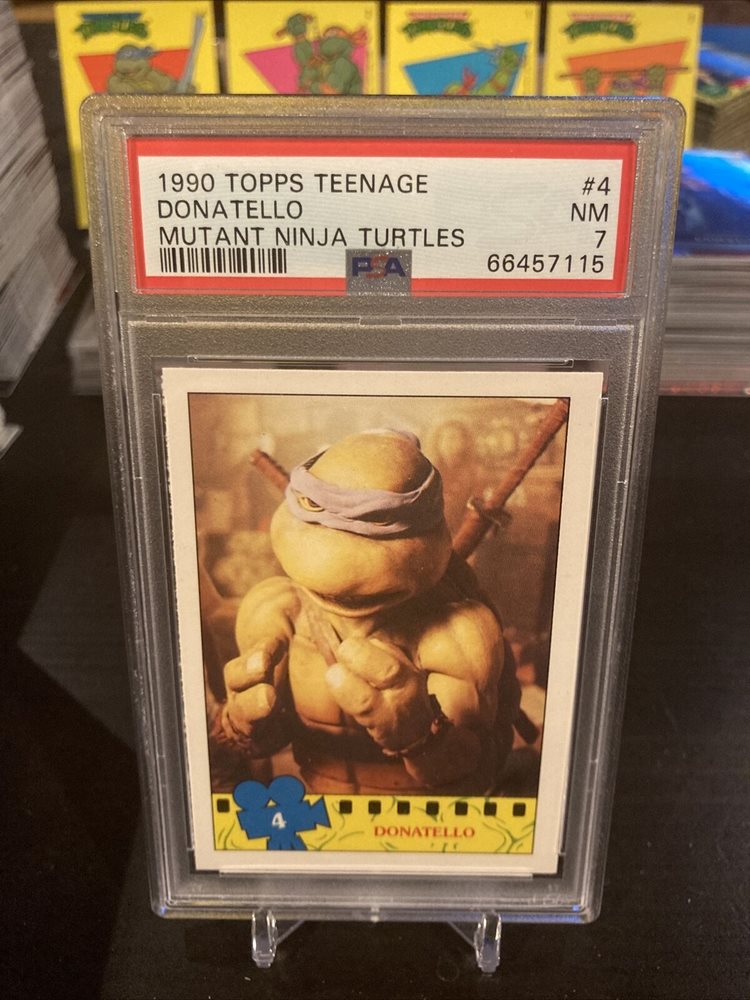 1990 TOPPS TEENAGE #4
DONATELLO NM
MUTANT NINJA TURTLES 7
PSA 66457115
4
DONATELLO